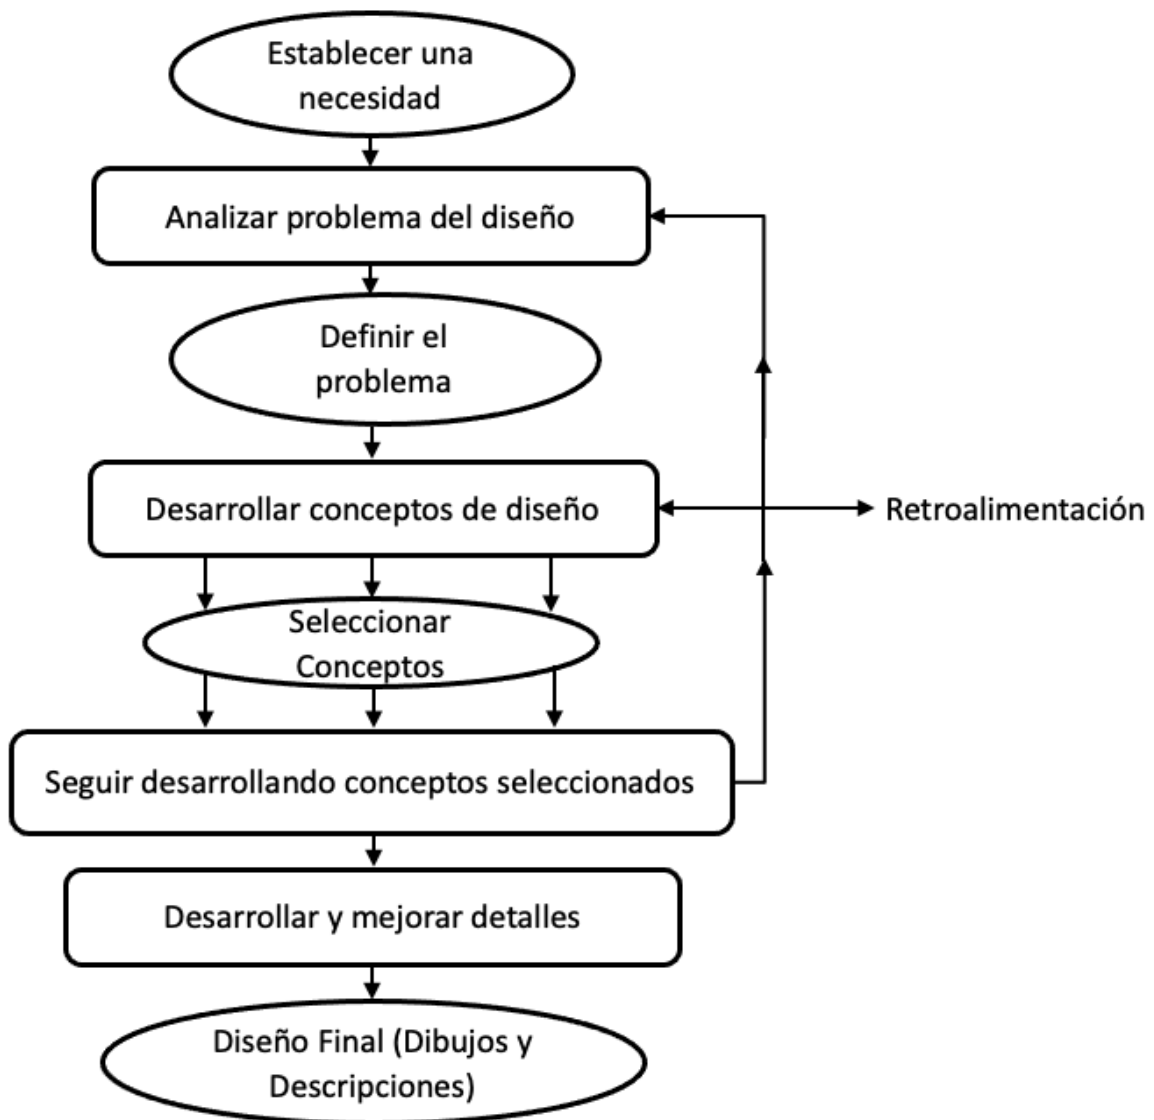 Establecer una
necesidad
Analizar problema del diseño
Definir el
problema
Desarrollar conceptos de diseño
Retroalimentación
Seleccionar
Conceptos
Seguir desarrollando conceptos seleccionados
Desarrollar y mejorar detalles
Diseño Final (Dibujos y
Descripciones)